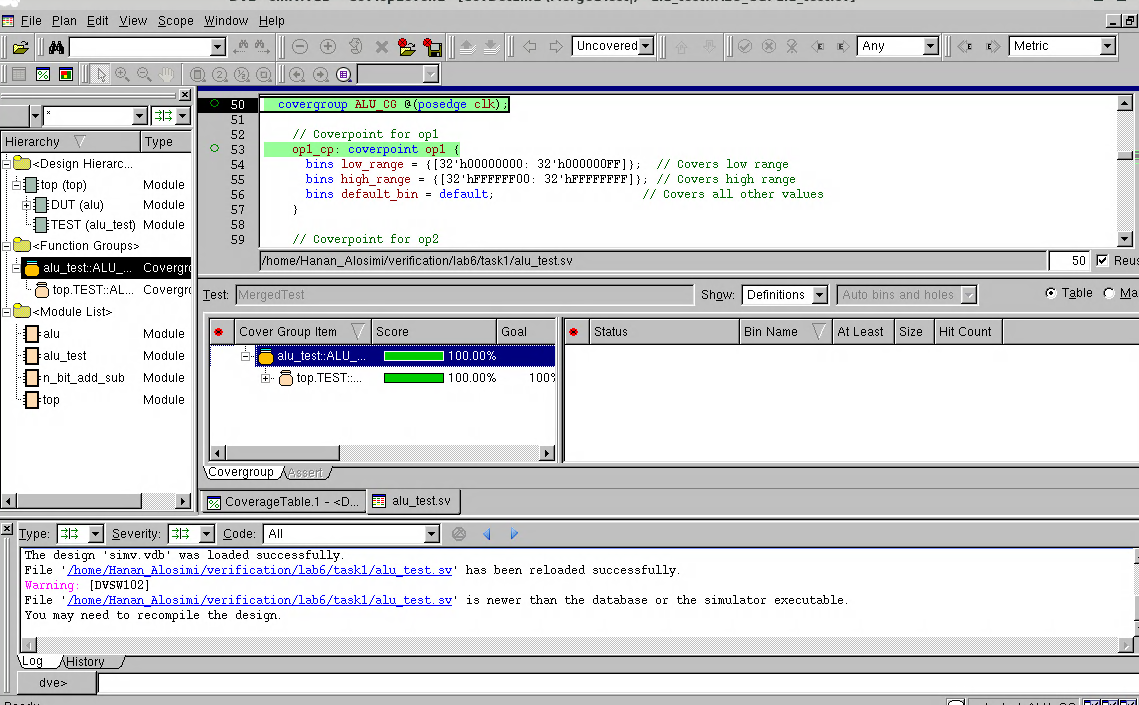 File Plan Edit View Scope Window Help
Uncovered Any Metric
Hierarchy Type
<Design Hierarc...
top (top) Module
DUT (alu) Module
TEST (alu_test) Module
<Function Groups>
alu_test::ALU_... Covergro
top.TEST::AL... Covergro
<Module List>
alu Module
alu_test Module
n_bit_add_sub Module
top Module
50 covergroup ALU_CG @(posedge clk);
51
52 // Coverpoint for op1
53 op1_cp: coverpoint op1 {
54 bins low_range = {[32'h00000000: 32'h000000FF]}; // Covers low range
55 bins high_range = {[32'hFFFFFF00: 32'hFFFFFFFF]}; // Covers high range
56 bins default_bin = default; // Covers all other values
57 }
58
59 // Coverpoint for op2
/home/Hanan_Alosimi/verification/lab6/task1/alu_test.sv 50 Reus
Test: MergedTest Show: Definitions Auto bins and holes Table Ma
Cover Group Item Score Goal Status Bin Name At Least Size Hit Count
alu_test::ALU_... 100.00%
top.TEST::... 100.00% 100%
Covergroup Assert
CoverageTable.1 - <D... alu_test.sv
Type: Severity: Code: All
The design 'simv.vdb' was loaded successfully.
File '/home/Hanan_Alosimi/verification/lab6/task1/alu_test.sv' has been reloaded successfully.
Warning: [DVSW102]
File '/home/Hanan_Alosimi/verification/lab6/task1/alu_test.sv' is newer than the database or the simulator executable.
You may need to recompile the design.
Log History
dve>